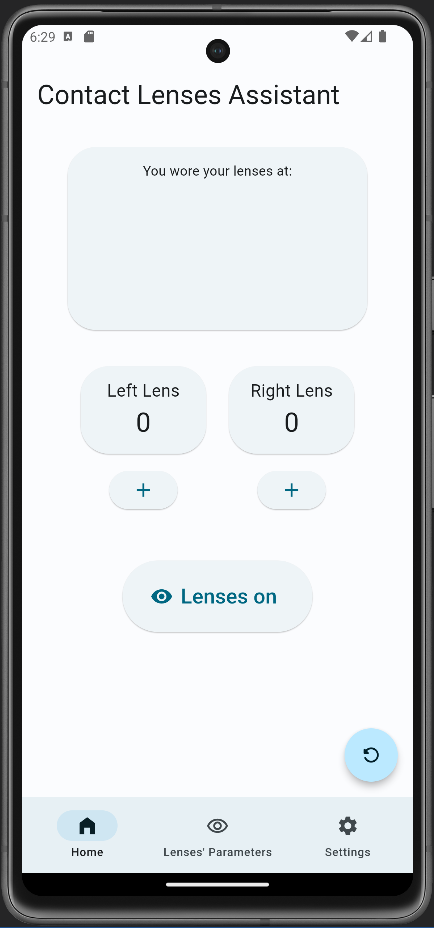 6:29
Contact Lenses Assistant
You wore your lenses at:
Left Lens
Right Lens
0
0
+
+
Lenses on
Home
Lenses' Parameters
Settings